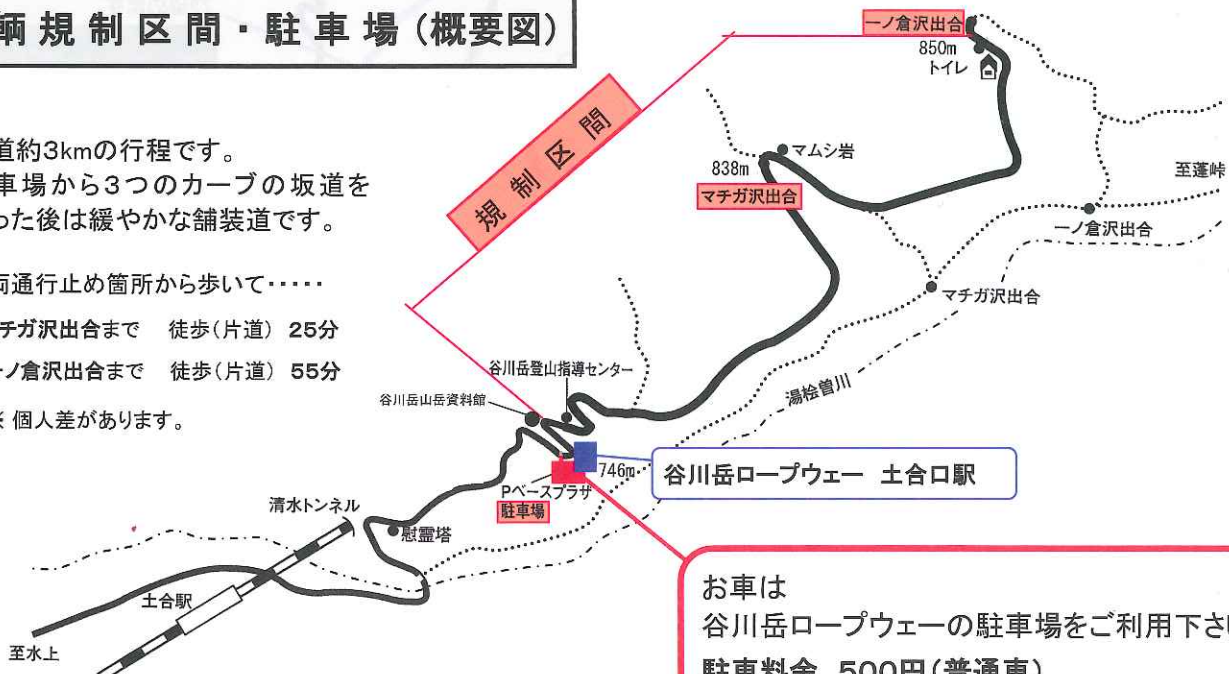 輌規制区間・駐車場(概要図)
道約3kmの行程です。
車場から3つのカーブの坂道を
った後は緩やかな舗装道です。
両通行止め箇所から歩いて‥‥‥
チガ沢出合まで 徒歩(片道) 25分
ノ倉沢出合まで 徒歩(片道) 55分
※ 個人差があります。
規制区間
一ノ倉沢出合
850m
トイレ
マムシ岩
838m
マチガ沢出合
至蓬峠
一ノ倉沢出合
マチガ沢出合
湯桧曽川
谷川岳登山指導センター
谷川岳山岳資料館
746m
Pベースプラザ
駐車場
谷川岳ロープウェー 土合口駅
清水トンネル
慰霊塔
土合駅
至水上
お車は
谷川岳ロープウェーの駐車場をご利用下さ
駐車料金 500円(普通車)